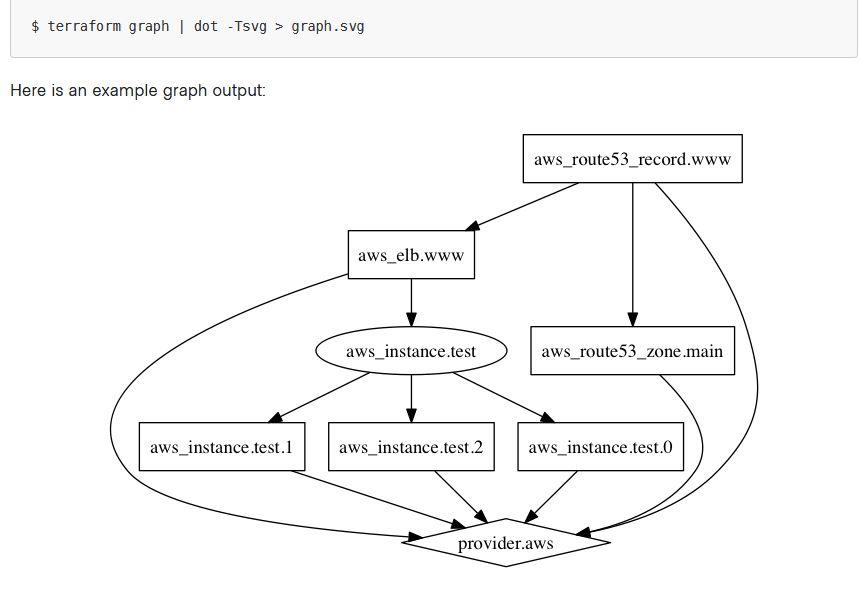 $ terraform graph | dot -Tsvg > graph.svg
Here is an example graph output:
aws_route53_record.www
aws_elb.www
aws_instance.test
aws_route53_zone.main
aws_instance.test.1
aws_instance.test.2
aws_instance.test.0
provider.aws